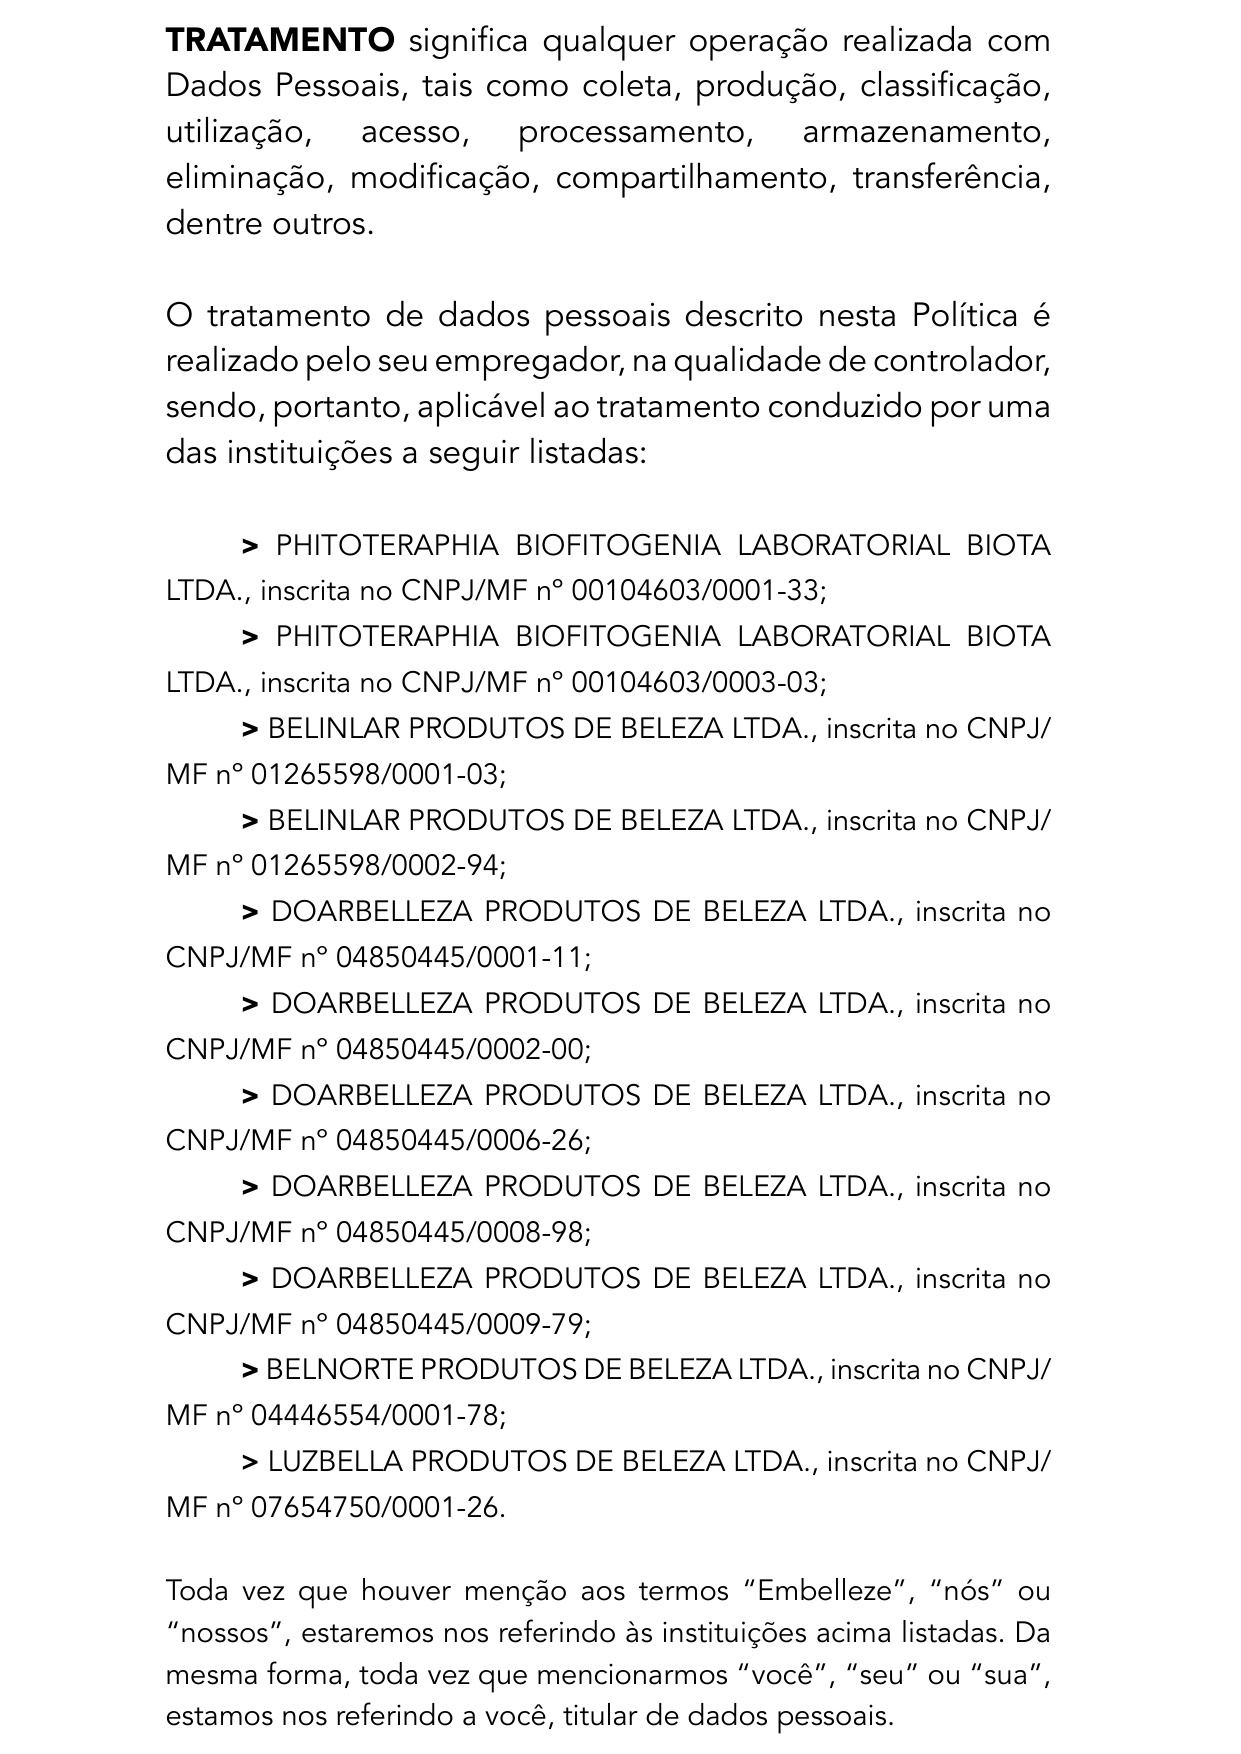 TRATAMENTO significa qualquer operação realizada com
Dados Pessoais, tais como coleta, produção, classificação,
utilização, acesso, processamento, armazenamento,
eliminação, modificação, compartilhamento, transferência,
dentre outros.
O tratamento de dados pessoais descrito nesta Política é
realizado pelo seu empregador, na qualidade de controlador,
sendo, portanto, aplicável ao tratamento conduzido por uma
das instituições a seguir listadas:
> PHITOTERAPHIA BIOFITOGENIA LABORATORIAL BIOTA
LTDA., inscrita no CNPJ/MF nº 00104603/0001-33;
> PHITOTERAPHIA BIOFITOGENIA LABORATORIAL BIOTA
LTDA., inscrita no CNPJ/MF nº 00104603/0003-03;
> BELINLAR PRODUTOS DE BELEZA LTDA., inscrita no CNPJ/
MF nº 01265598/0001-03;
> BELINLAR PRODUTOS DE BELEZA LTDA., inscrita no CNPJ/
MF nº 01265598/0002-94;
> DOARBELLEZA PRODUTOS DE BELEZA LTDA., inscrita no
CNPJ/MF nº 04850445/0001-11;
> DOARBELLEZA PRODUTOS DE BELEZA LTDA., inscrita no
CNPJ/MF nº 04850445/0002-00;
> DOARBELLEZA PRODUTOS DE BELEZA LTDA., inscrita no
CNPJ/MF nº 04850445/0006-26;
> DOARBELLEZA PRODUTOS DE BELEZA LTDA., inscrita no
CNPJ/MF nº 04850445/0008-98;
> DOARBELLEZA PRODUTOS DE BELEZA LTDA., inscrita no
CNPJ/MF nº 04850445/0009-79;
> BELNORTE PRODUTOS DE BELEZA LTDA., inscrita no CNPJ/
MF nº 04446554/0001-78;
> LUZBELLA PRODUTOS DE BELEZA LTDA., inscrita no CNPJ/
MF nº 07654750/0001-26.
Toda vez que houver menção aos termos “Embelleze”, “nós” ou
“nossos”, estaremos nos referindo às instituições acima listadas. Da
mesma forma, toda vez que mencionarmos “você”, “seu” ou “sua”,
estamos nos referindo a você, titular de dados pessoais.